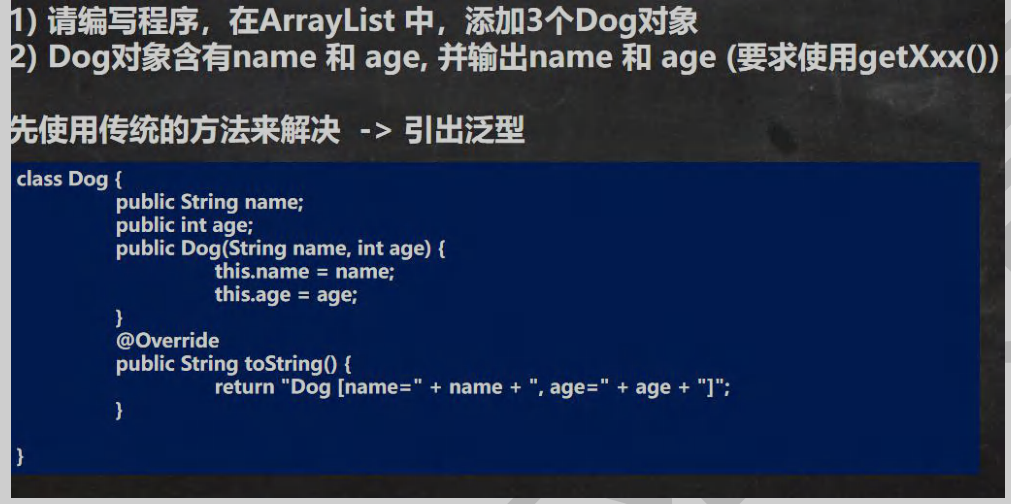 1) 请编写程序，在ArrayList 中，添加3个Dog对象
2) Dog对象含有name 和 age, 并输出name 和 age (要求使用getXxx())
先使用传统的方法来解决 -> 引出泛型
class Dog {
public String name;
public int age;
public Dog(String name, int age) {
this.name = name;
this.age = age;
}
@Override
public String toString() {
return "Dog [name=" + name + ", age=" + age + "]";
}
}